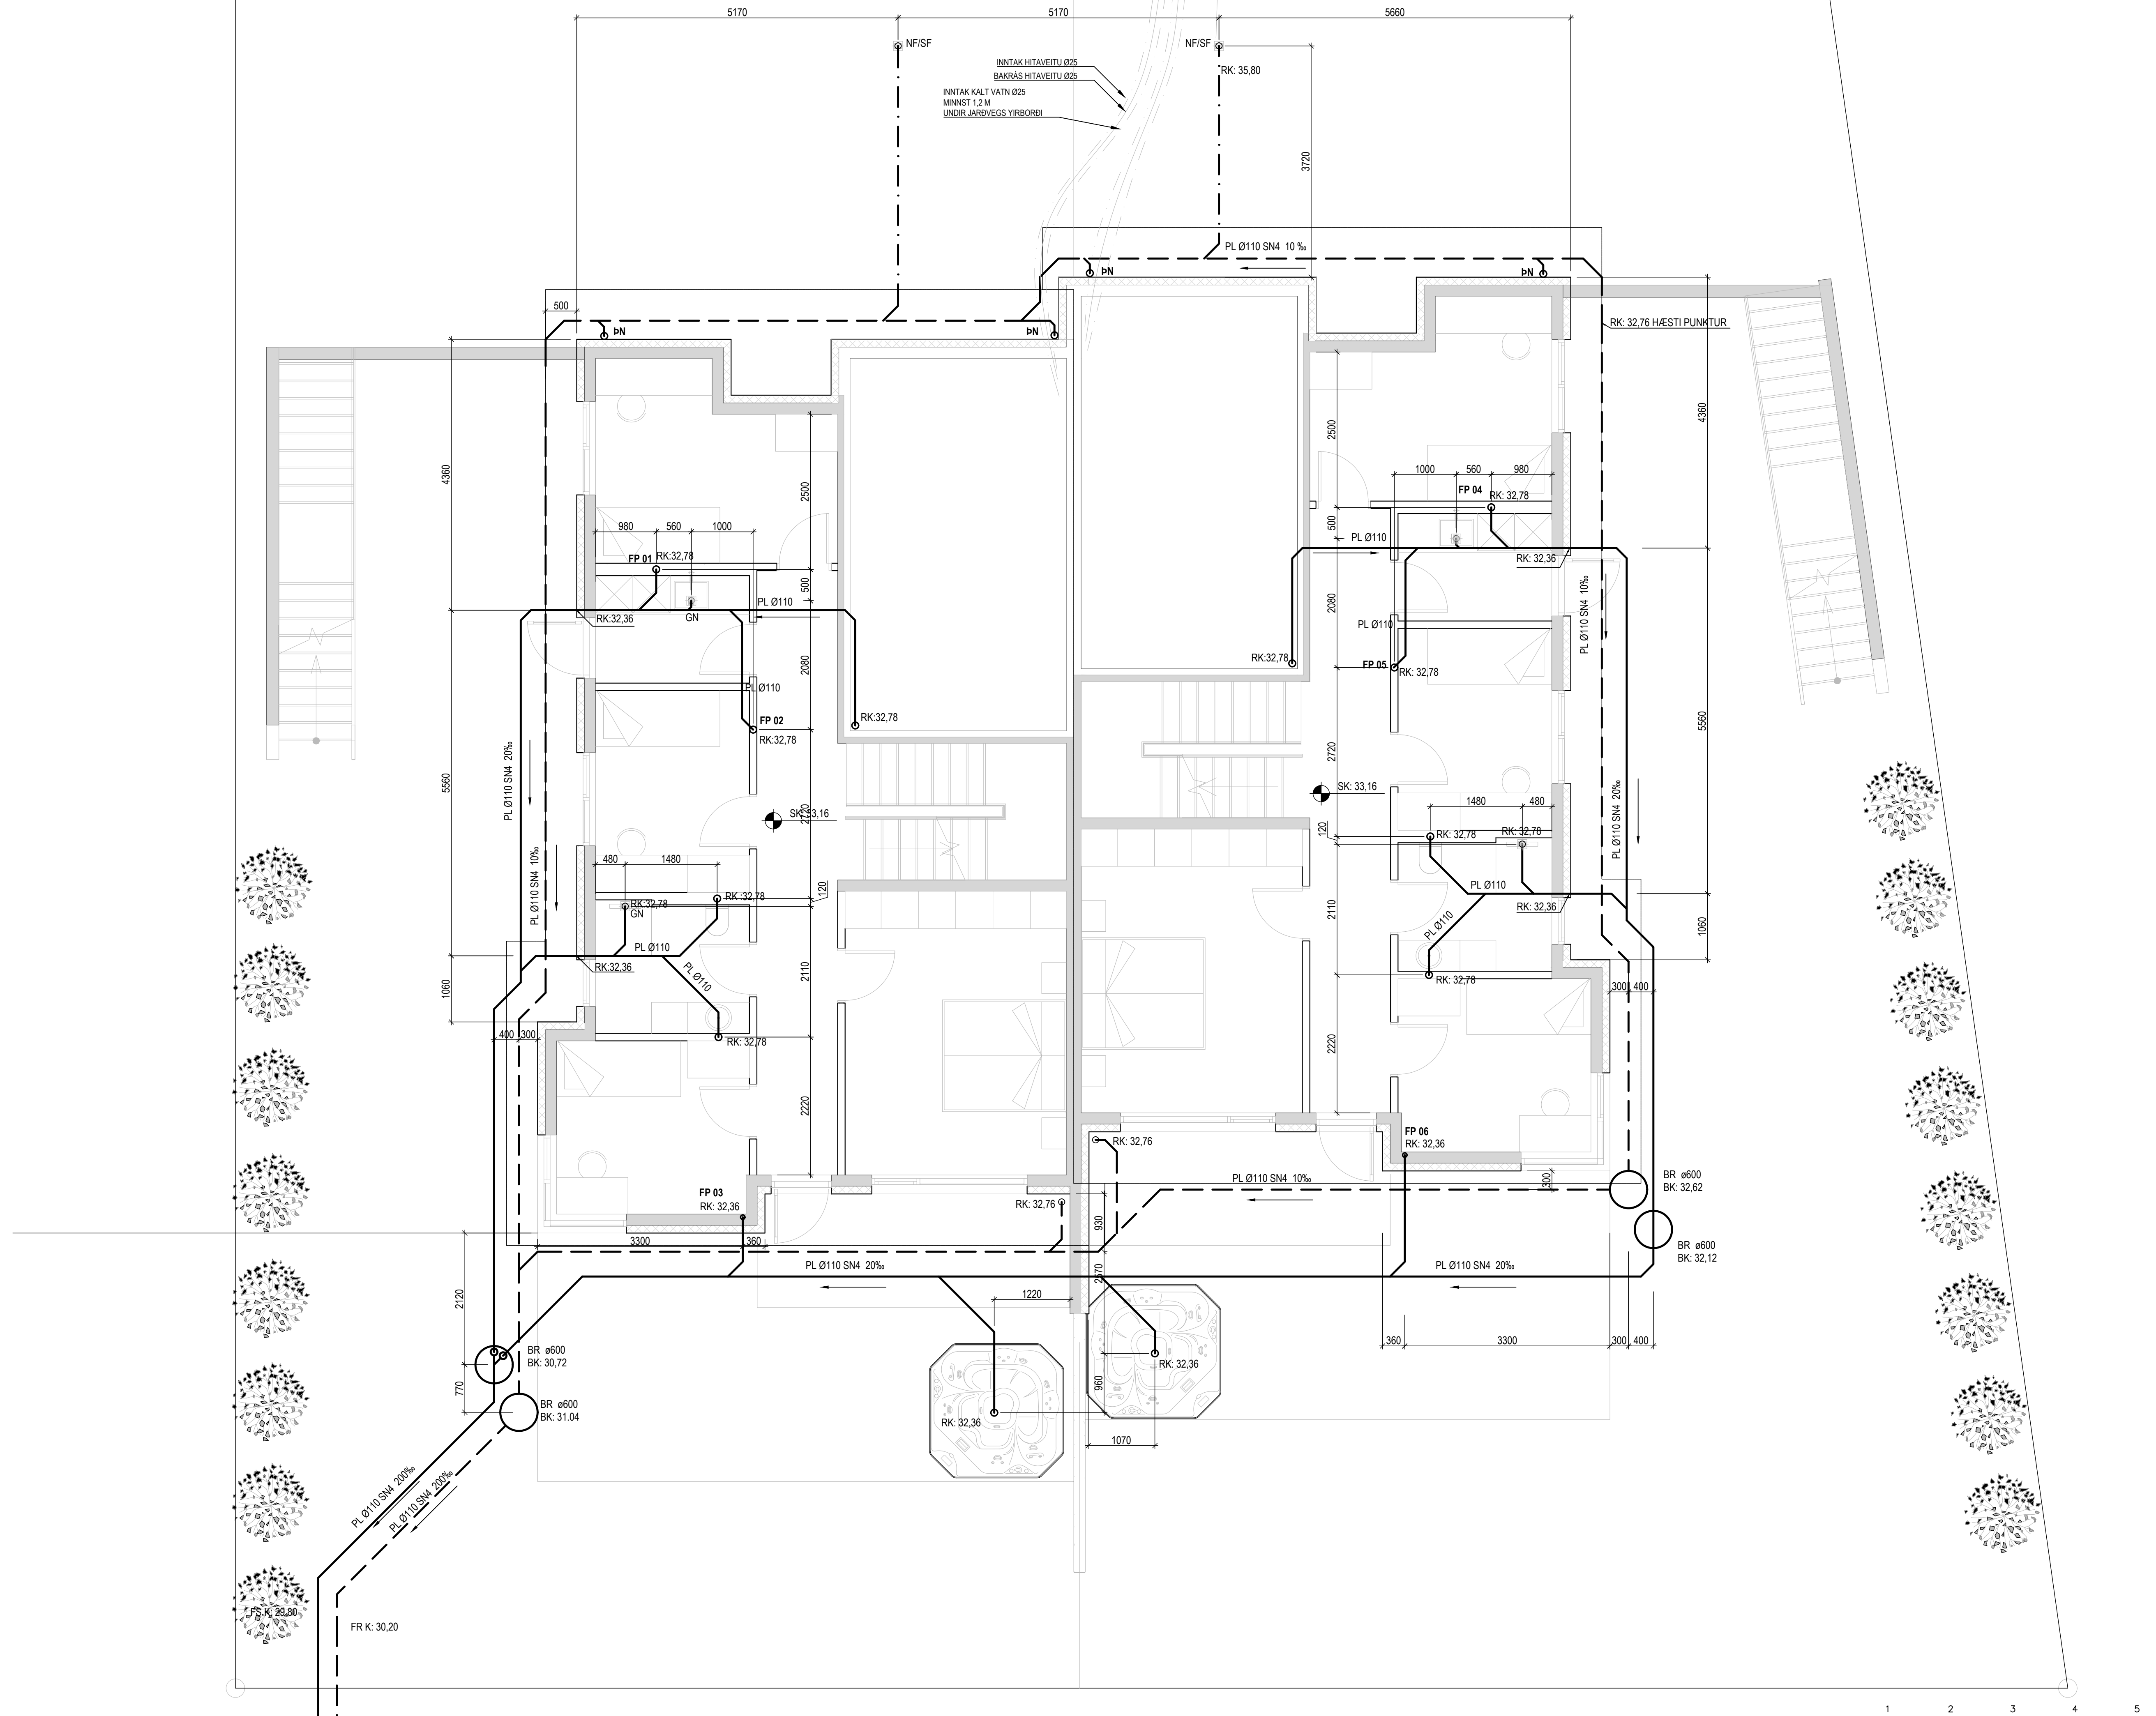 5170
5170
5660
NF/SF
NF/SF
INNTAK HITAVEITU Ø25
BAKRÁS HITAVEITU Ø25
INNTAK KALT VATN Ø25
MINNST 1,2 M
UNDIR JARÐVEGS YIRBORÐI
RK: 35,80
3720
PL Ø110 SN4 10 ‰
ÞN
ÞN
500
ÞN
ÞN
RK: 32,76 HÆSTI PUNKTUR
4360
4360
2500
2500
1000
560
980
FP 04
RK: 32,78
980
560
1000
500
PL Ø110
FP 01
RK:32,78
RK: 32,36
500
PL Ø110
RK:32,36
GN
PL Ø110 SN4 10‰
2080
PL Ø110
2080
RK:32,78
FP 05
RK: 32,78
PL Ø110
FP 02
RK:32,78
RK:32,78
5560
5560
PL Ø110 SN4 20‰
2720
SK: 33,16
2720
SK: 33,16
1480
480
120
RK: 32,78
RK: 32,78
PL Ø110 SN4 20‰
480
1480
120
PL Ø110 SN4 10‰
RK:32,78
GN
RK :32,78
PL Ø110
RK: 32,36
2110
PL Ø110
1060
PL Ø110
RK:32,36
PL Ø110
2110
RK: 32,78
1060
300
400
400
300
RK: 32,78
2220
2220
FP 06
RK: 32,36
RK: 32,76
PL Ø110 SN4 10‰
300
BR ø600
BK: 32,62
FP 03
RK: 32,36
RK: 32,76
930
3300
360
BR ø600
BK: 32,12
PL Ø110 SN4 20‰
PL Ø110 SN4 20‰
2570
2120
1220
360
3300
300
400
BR ø600
BK: 30,72
RK: 32,36
770
960
BR ø600
BK: 31.04
RK: 32,36
1070
PL Ø110 SN4 200‰
PL Ø110 SN4 200‰
FS K: 29,80
FR K: 30,20
1
2
3
4
5